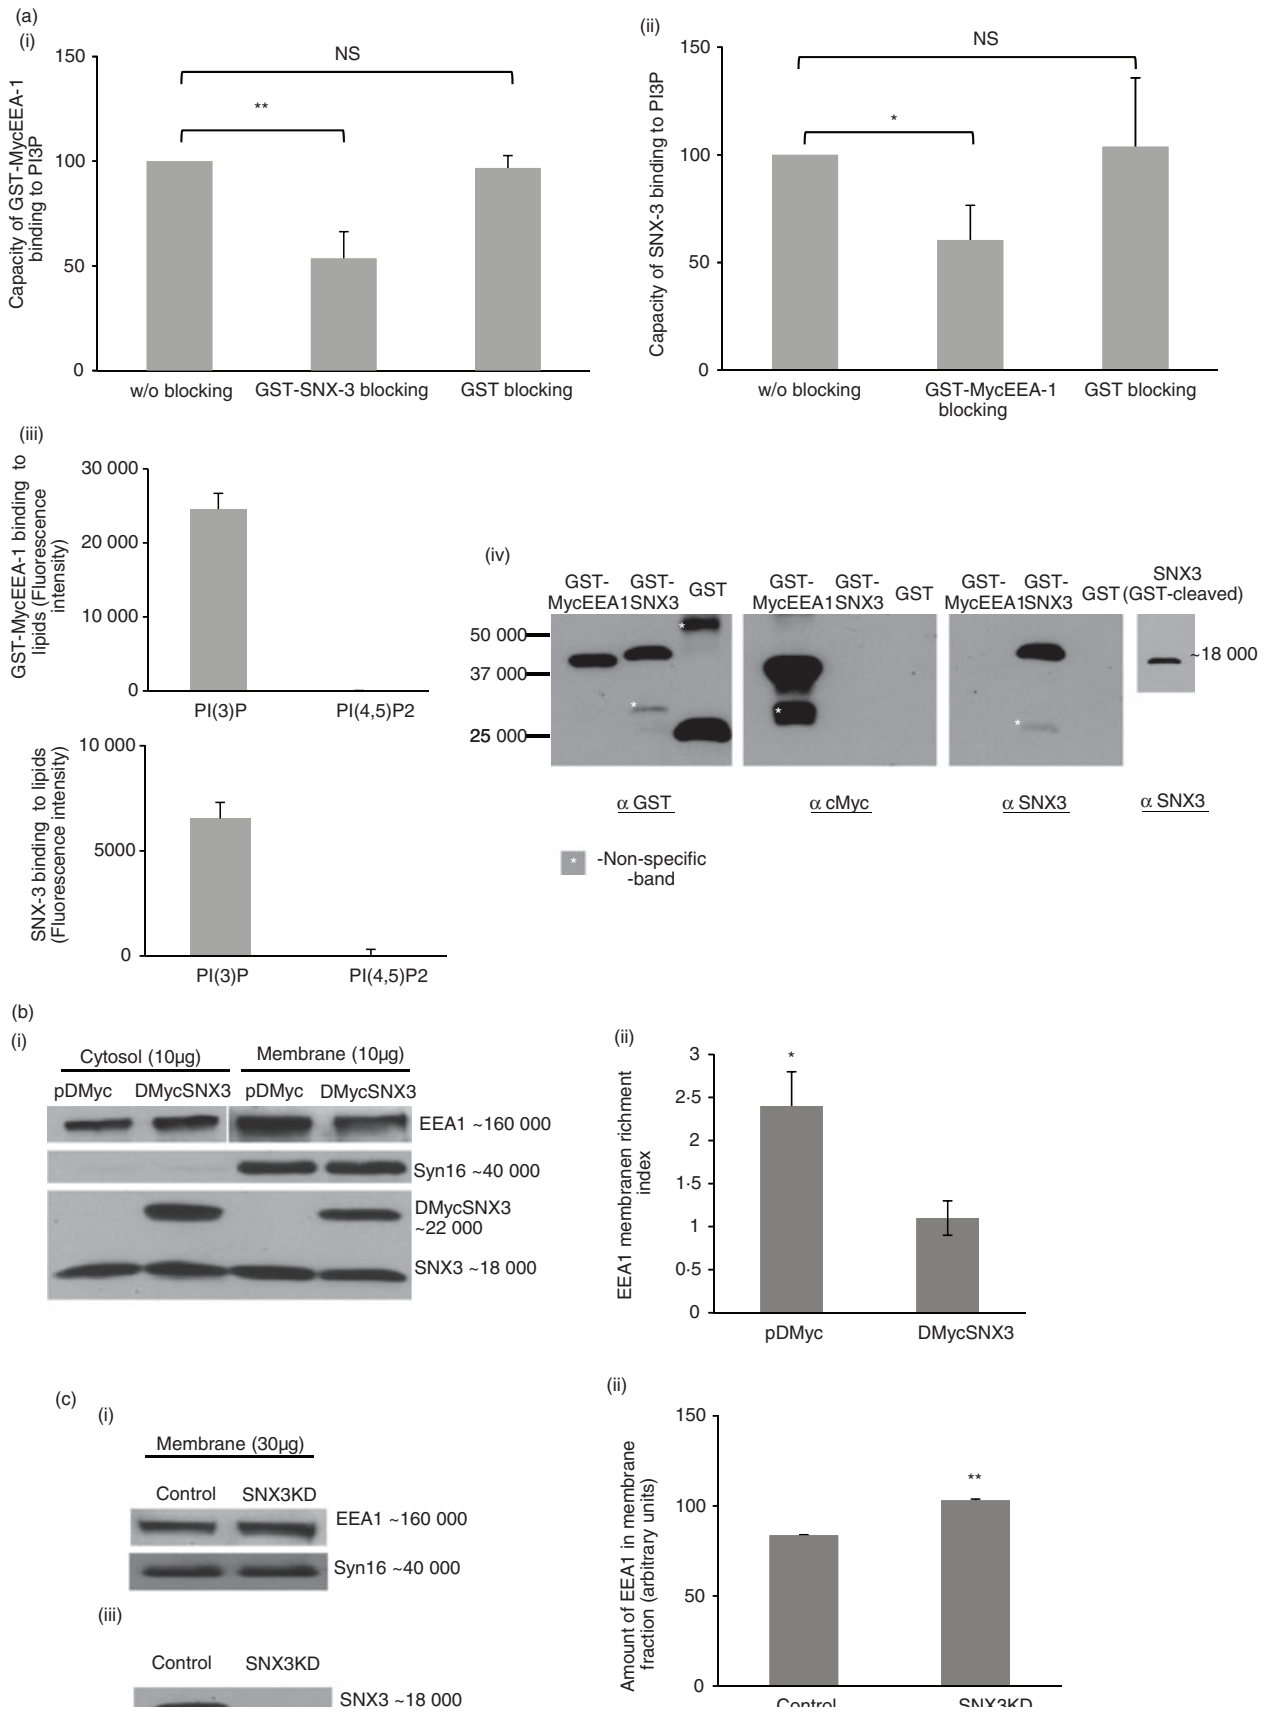 (a)
(i)
Capacity of GST-MycEEA-1
binding to PI3P
150
100
50
0
NS
**
w/o blocking
GST-SNX-3 blocking
GST blocking
(ii)
Capacity of SNX-3 binding to PI3P
150
100
50
0
NS
*
w/o blocking
GST-MycEEA-1
blocking
GST blocking
(iii)
GST-MycEEA-1 binding to
lipids (Fluorescence
intensity)
30 000
20 000
10 000
0
PI(3)P
PI(4,5)P2
SNX-3 binding to lipids
(Fluorescence intensity)
10 000
5000
0
PI(3)P
PI(4,5)P2
(iv)
GST-
MycEEA1
GST-
SNX3
GST
GST-
MycEEA1
GST-
SNX3
GST
GST-
MycEEA1
GST-
SNX3
GST
SNX3
(GST-cleaved)
50 000
37 000
25 000
*
*
*
*
~18 000
α GST
α cMyc
α SNX3
α SNX3
* -Non-specific
-band
(b)
(i)
Cytosol (10µg)
Membrane (10µg)
pDMyc
DMycSNX3
pDMyc
DMycSNX3
EEA1 ~160 000
Syn16 ~40 000
DMycSNX3
~22 000
SNX3 ~18 000
(ii)
EEA1 membranen richment
index
3
2·5
2
1·5
1
0·5
0
*
pDMyc
DMycSNX3
(c)
(i)
Membrane (30µg)
Control
SNX3KD
EEA1 ~160 000
Syn16 ~40 000
(ii)
Amount of EEA1 in membrane
fraction (arbitrary units)
150
100
50
0
**
Control
SNX3KD
(iii)
Control
SNX3KD
SNX3 ~18 000